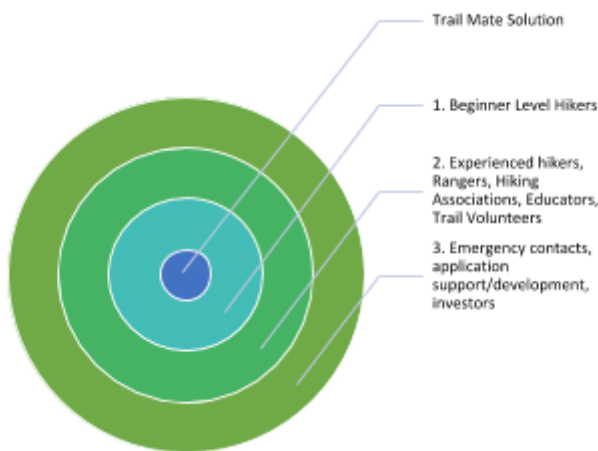 Trail Mate Solution
1. Beginner Level Hikers
2. Experienced hikers,
Rangers, Hiking
Associations, Educators,
Trail Volunteers
3. Emergency contacts,
application
support/development,
investors